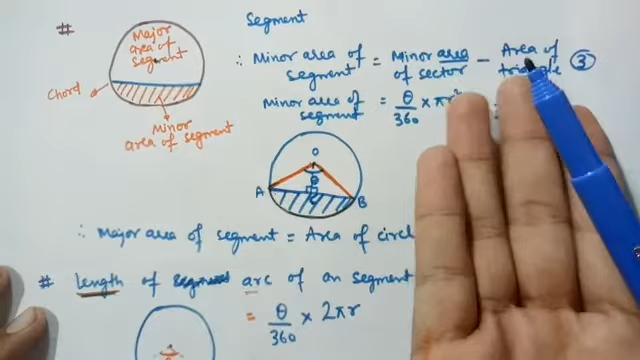 Segment
#
Major
area of
segment
Chord
Minor
area of segment
∴ Minor area of segment = Minor area of sector - Area of triangle ③
Minor area of segment = θ/360 × πr² =
O
θ
A
B
∴ Major area of segment = Area of circl
# Length of arc of an segment
= θ/360 × 2πr